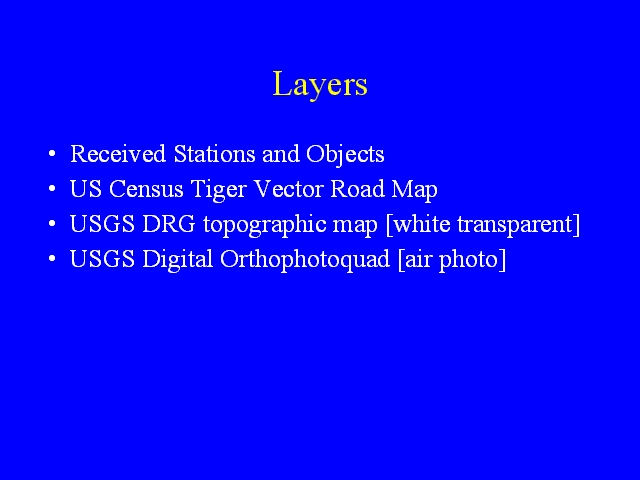 Layers
• Received Stations and Objects
• US Census Tiger Vector Road Map
• USGS DRG topographic map [white transparent]
• USGS Digital Orthophotoquad [air photo]